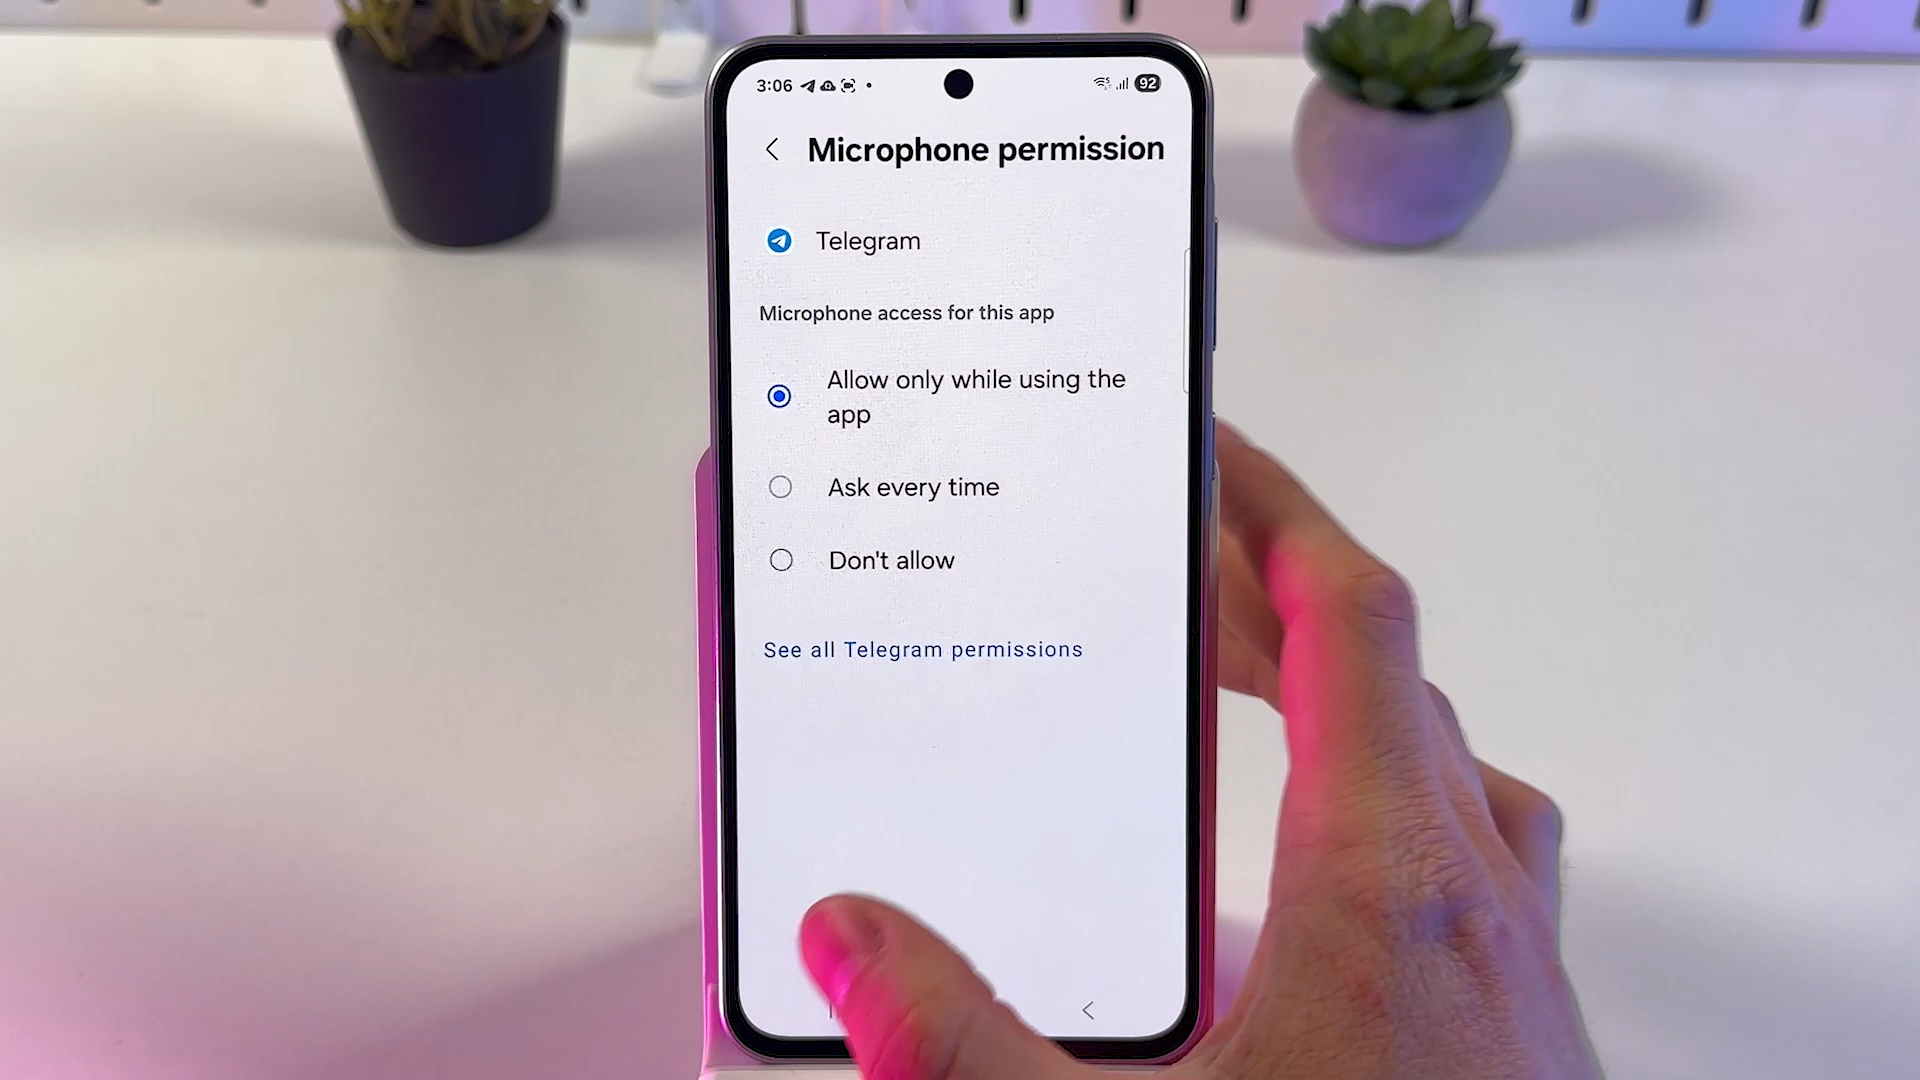 3:06
92
Microphone permission
Telegram
Microphone access for this app
Allow only while using the
app
Ask every time
Don't allow
See all Telegram permissions